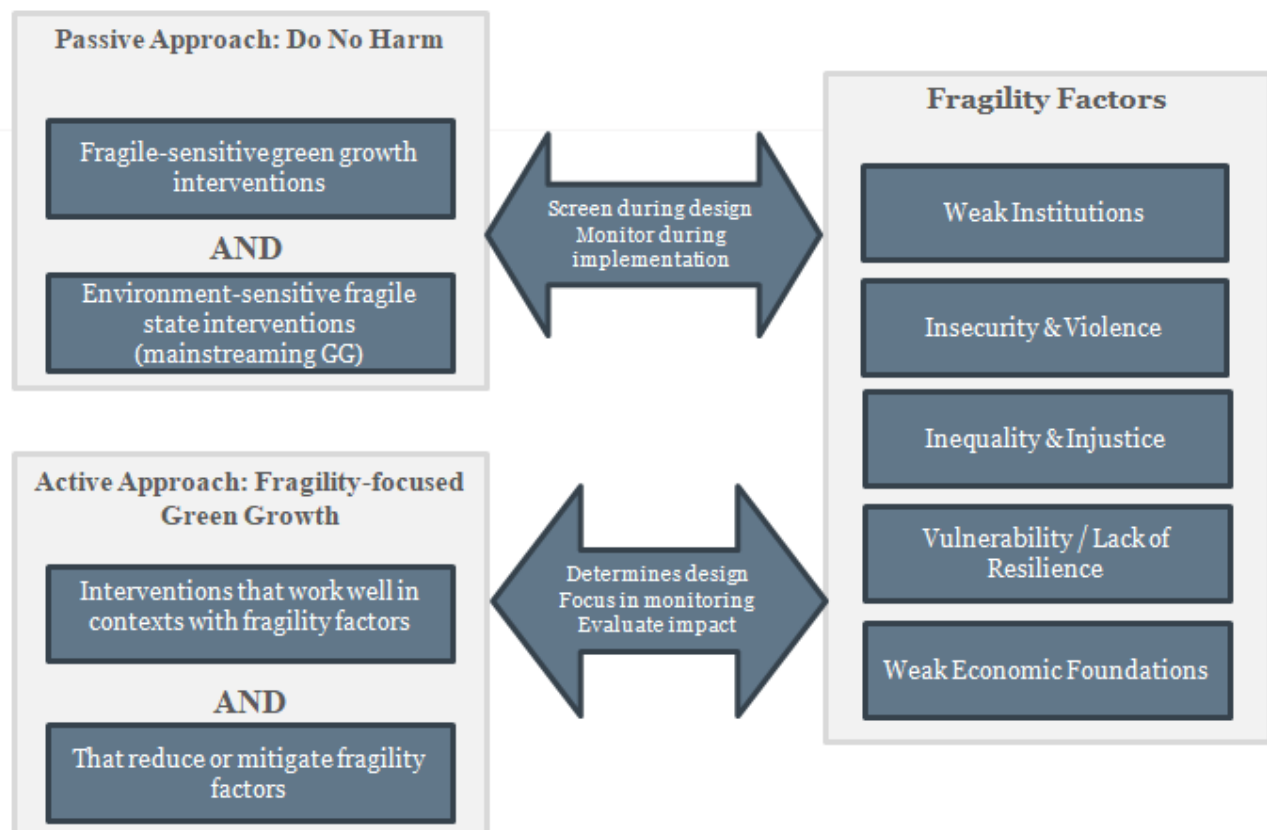 Passive Approach: Do No Harm
Fragile-sensitive green growth
interventions
AND
Environment-sensitive fragile
state interventions
(mainstreaming GG)
Screen during design
Monitor during
implementation
Active Approach: Fragility-focused
Green Growth
Interventions that work well in
contexts with fragility factors
AND
That reduce or mitigate fragility
factors
Determines design
Focus in monitoring
Evaluate impact
Fragility Factors
Weak Institutions
Insecurity & Violence
Inequality & Injustice
Vulnerability / Lack of
Resilience
Weak Economic Foundations